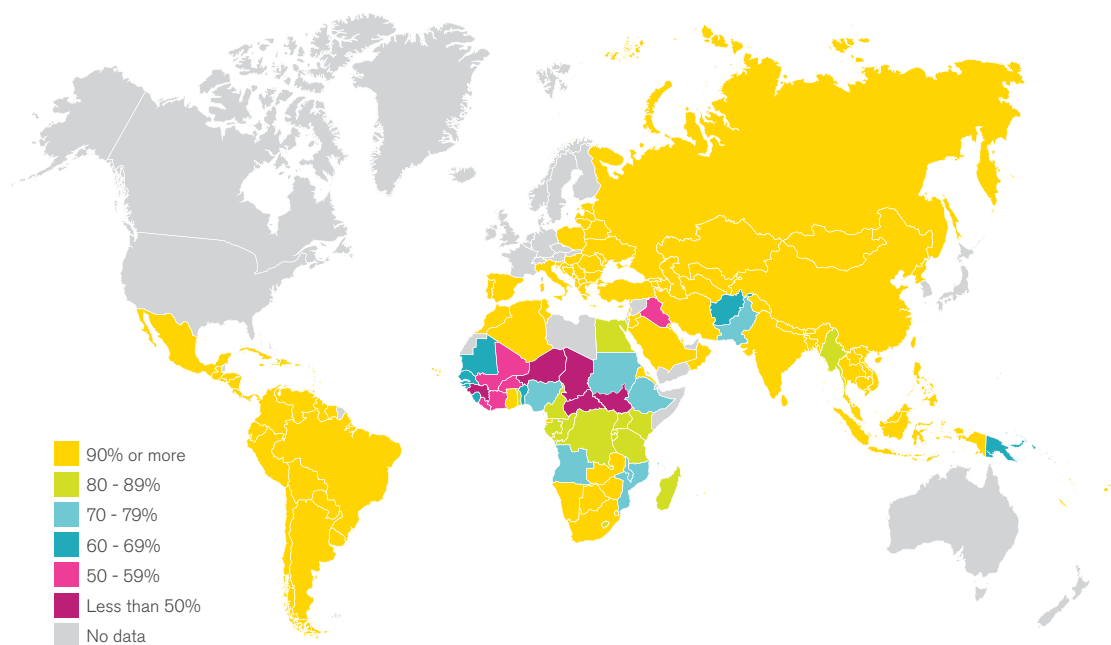 90% or more
80 - 89%
70 - 79%
60 - 69%
50 - 59%
Less than 50%
No data